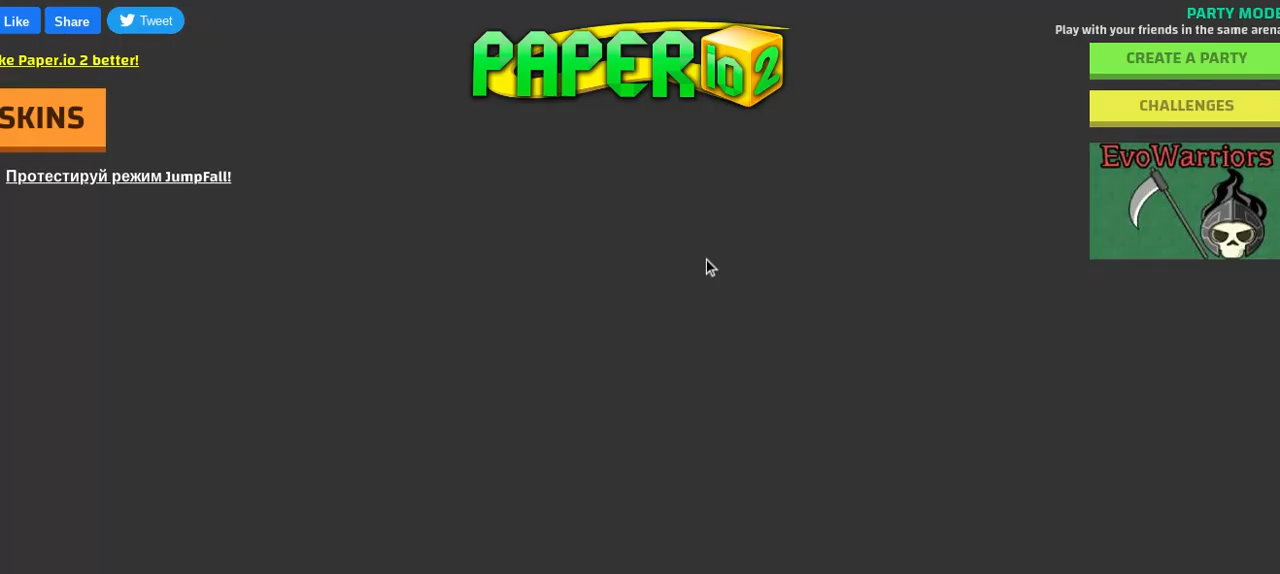 Like
Share
Tweet
ke Paper.io 2 better!
SKINS
Протестируй режим JumpFall!
PAPER io 2
PARTY MODE
Play with your friends in the same arena
CREATE A PARTY
CHALLENGES
EvoWarriors